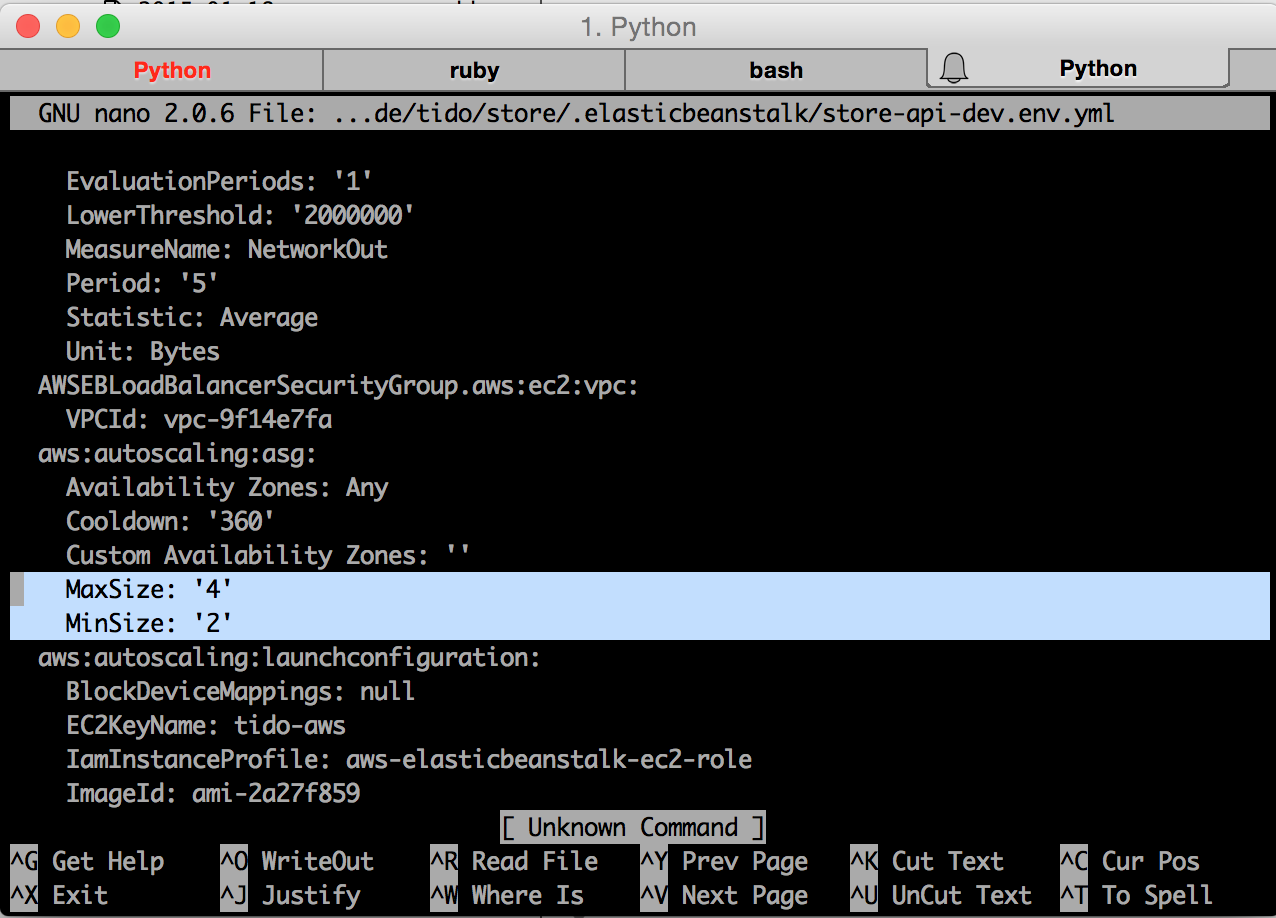 1. Python
Python ruby bash Python
GNU nano 2.0.6 File: ...de/tido/store/.elasticbeanstalk/store-api-dev.env.yml
EvaluationPeriods: '1'
LowerThreshold: '2000000'
MeasureName: NetworkOut
Period: '5'
Statistic: Average
Unit: Bytes
AWSEBLoadBalancerSecurityGroup.aws:ec2:vpc:
VPCId: vpc-9f14e7fa
aws:autoscaling:asg:
Availability Zones: Any
Cooldown: '360'
Custom Availability Zones: ''
MaxSize: '4'
MinSize: '2'
aws:autoscaling:launchconfiguration:
BlockDeviceMappings: null
EC2KeyName: tido-aws
IamInstanceProfile: aws-elasticbeanstalk-ec2-role
ImageId: ami-2a27f859
[ Unknown Command ]
^G Get Help ^O WriteOut ^R Read File ^Y Prev Page ^K Cut Text ^C Cur Pos
^X Exit ^J Justify ^W Where Is ^V Next Page ^U UnCut Text ^T To Spell